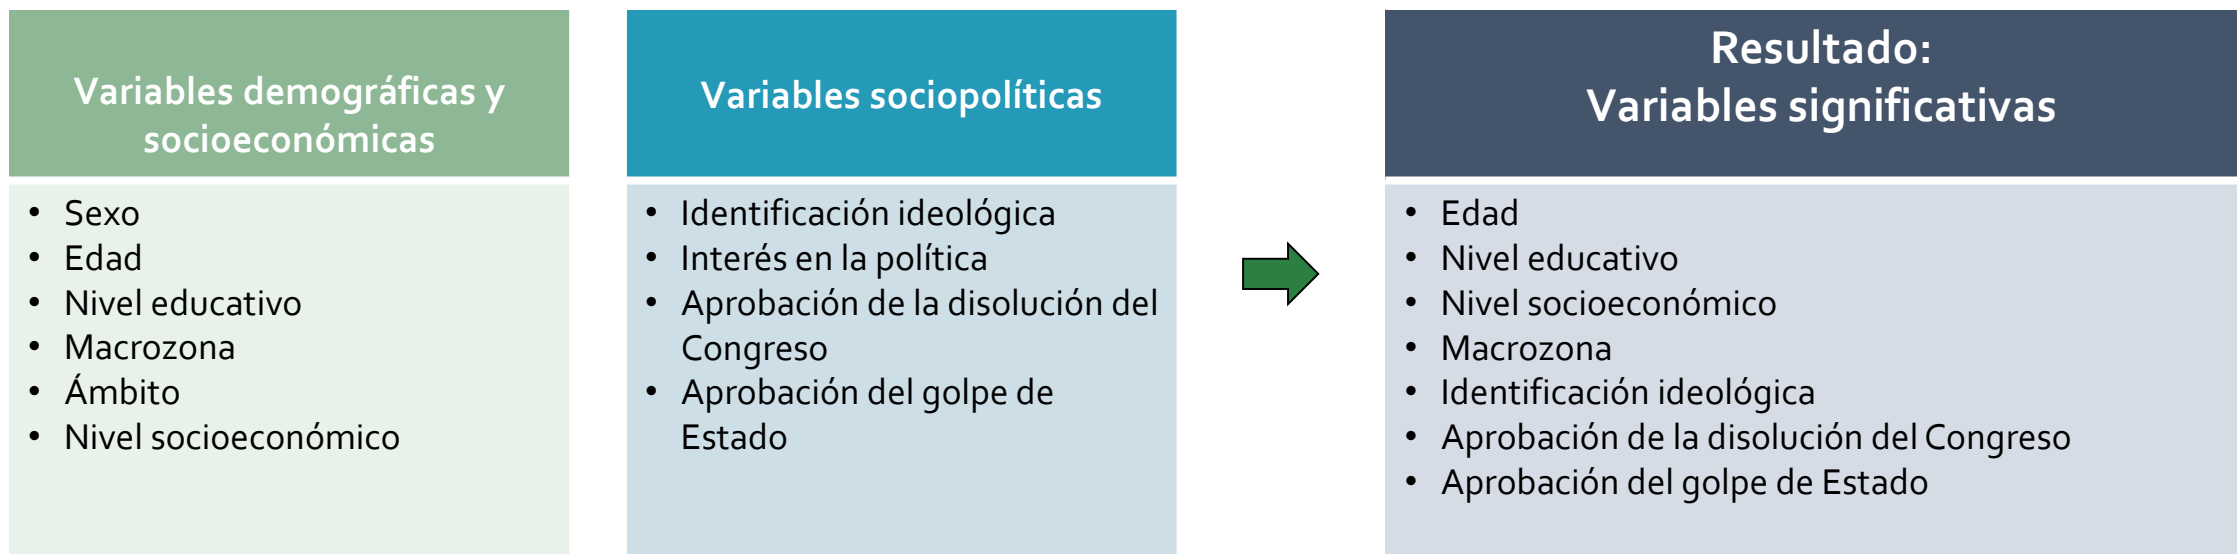 Variables demográficas y
socioeconómicas
• Sexo
• Edad
• Nivel educativo
• Macrozona
• Ámbito
• Nivel socioeconómico
Variables sociopolíticas
• Identificación ideológica
• Interés en la política
• Aprobación de la disolución del
Congreso
• Aprobación del golpe de
Estado
Resultado:
Variables significativas
• Edad
• Nivel educativo
• Nivel socioeconómico
• Macrozona
• Identificación ideológica
• Aprobación de la disolución del Congreso
• Aprobación del golpe de Estado